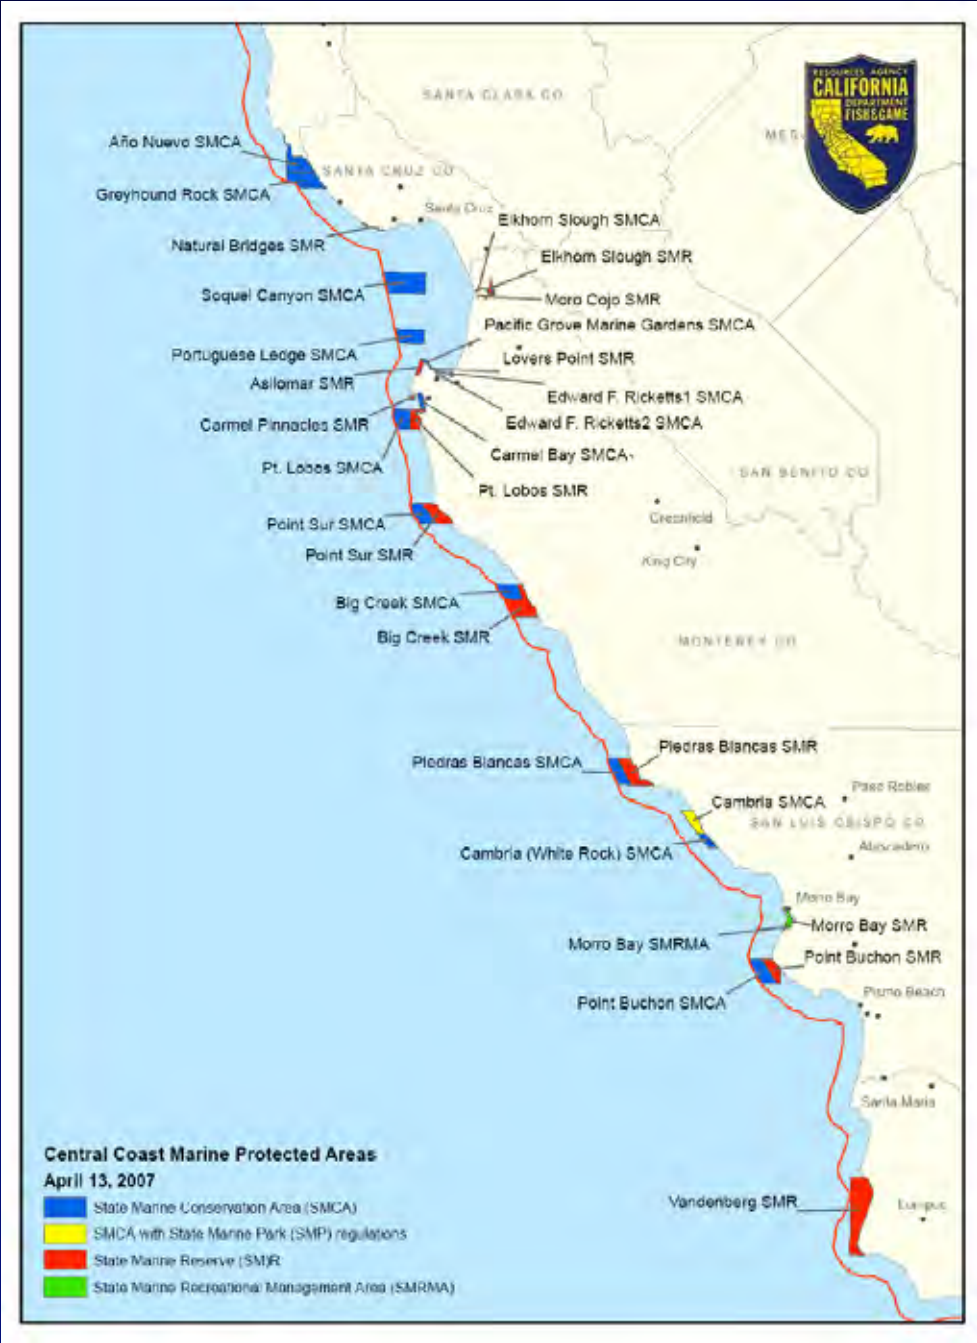 RESOURCES AGENCY
CALIFORNIA
DEPARTMENT
FISH&GAME
SANTA CLARA CO
Año Nuevo SMCA
SANTA CRUZ CO
Greyhound Rock SMCA
Santa Cruz
Elkhorn Slough SMCA
Natural Bridges SMR
Elkhorn Slough SMR
Soquel Canyon SMCA
Moro Cojo SMR
Pacific Grove Marine Gardens SMCA
Portuguese Ledge SMCA
Lovers Point SMR
Asilomar SMR
Edward F. Ricketts1 SMCA
Carmel Pinnacles SMR
Edward F. Ricketts2 SMCA
Carmel Bay SMCA
Pt. Lobos SMCA
SAN BENITO CO
Pt. Lobos SMR
Greenfield
Point Sur SMCA
Point Sur SMR
King City
Big Creek SMCA
Big Creek SMR
MONTEREY CO
Piedras Blancas SMR
Piedras Blancas SMCA
Paso Robles
Cambria SMCA
SAN LUIS OBISPO CO
Atascadero
Cambria (White Rock) SMCA
Morro Bay
Morro Bay SMR
Morro Bay SMRMA
Point Buchon SMR
Pismo Beach
Point Buchon SMCA
Santa Maria
Vandenberg SMR
Central Coast Marine Protected Areas
April 13, 2007
State Marine Conservation Area (SMCA)
SMCA with State Marine Park (SMP) regulations
State Marine Reserve (SM)R
State Marine Recreational Management Area (SMRMA)